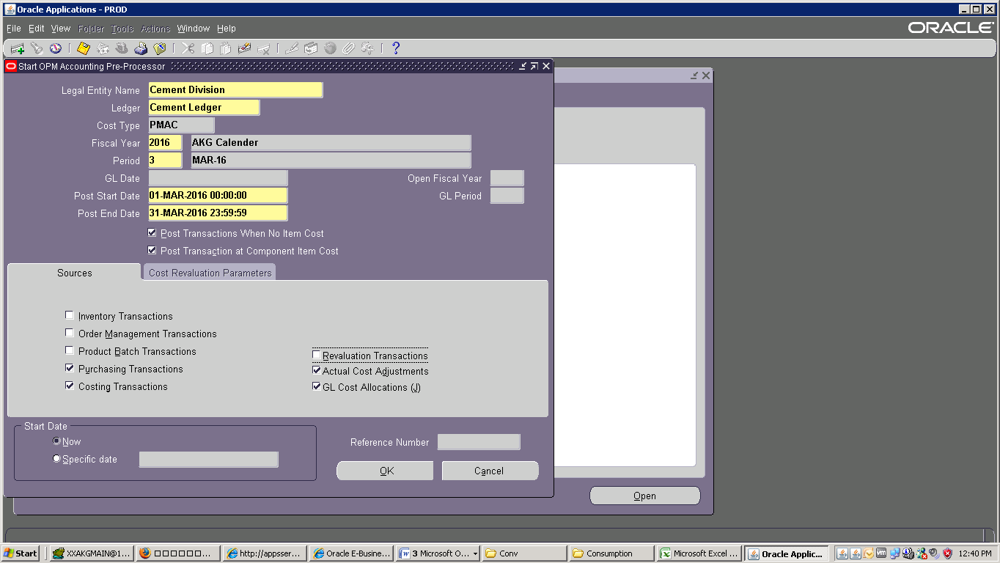 Oracle Applications - PROD
File Edit View Folder Tools Actions Window Help
ORACLE
Start OPM Accounting Pre-Processor
Legal Entity Name Cement Division
Ledger Cement Ledger
Cost Type PMAC
Fiscal Year 2016 AKG Calender
Period 3 MAR-16
GL Date Open Fiscal Year
Post Start Date 01-MAR-2016 00:00:00 GL Period
Post End Date 31-MAR-2016 23:59:59
Post Transactions When No Item Cost
Post Transaction at Component Item Cost
Sources Cost Revaluation Parameters
Inventory Transactions
Order Management Transactions
Product Batch Transactions Revaluation Transactions
Purchasing Transactions Actual Cost Adjustments
Costing Transactions GL Cost Allocations (J)
Start Date
Now Reference Number
Specific date
OK Cancel
Open
Start XXAKGMAIN@1... http://appsser... Oracle E-Busine... 3 Microsoft O... Conv Consumption Microsoft Excel ... Oracle Applic... 12:40 PM